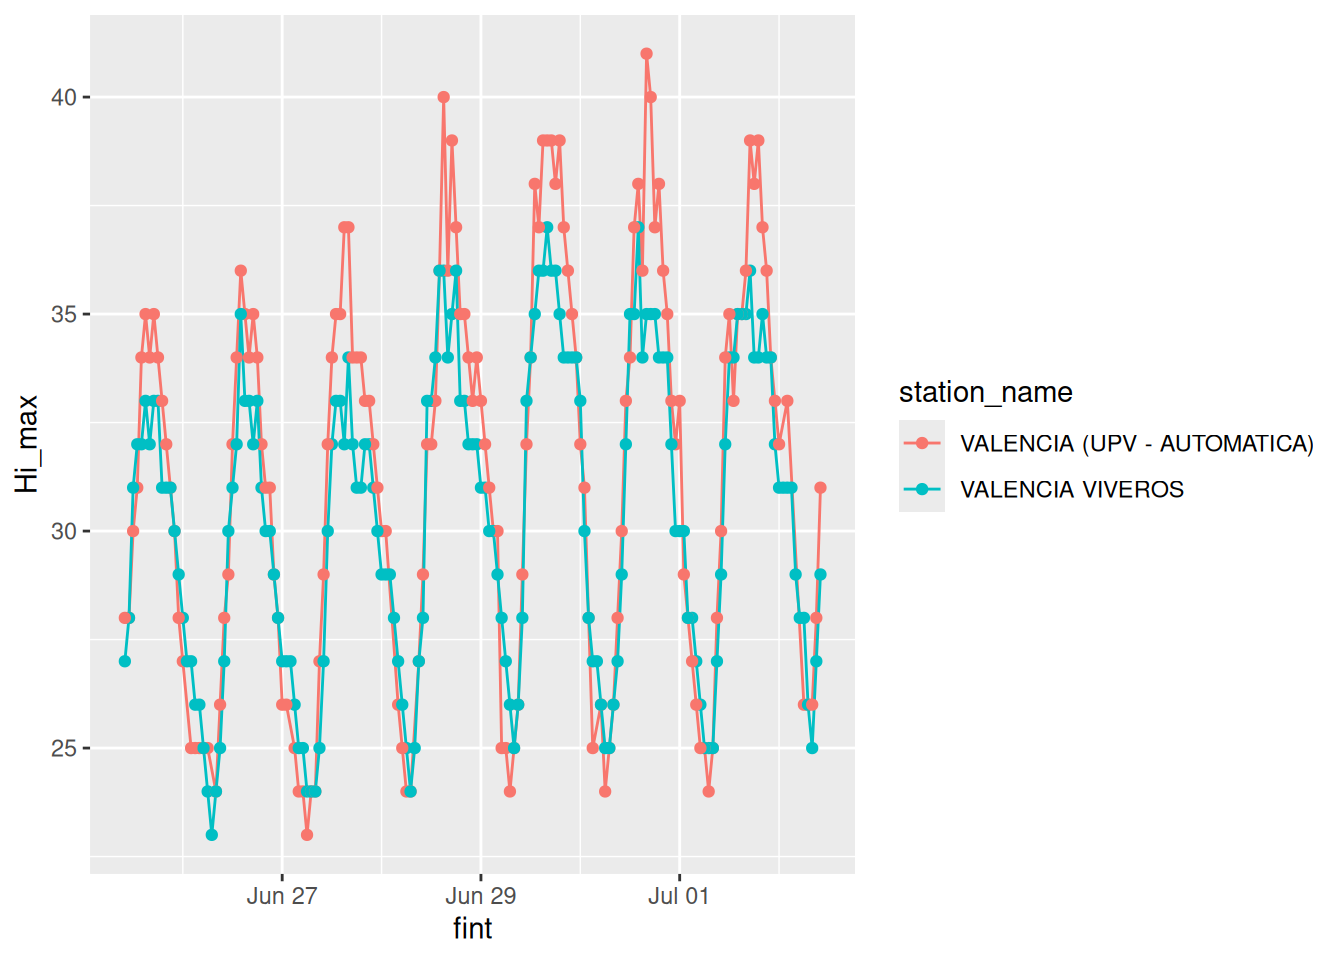 Hi_max
40
35
30
25
Jun 27
Jun 29
Jul 01
fint
station_name
VALENCIA (UPV - AUTOMATICA)
VALENCIA VIVEROS